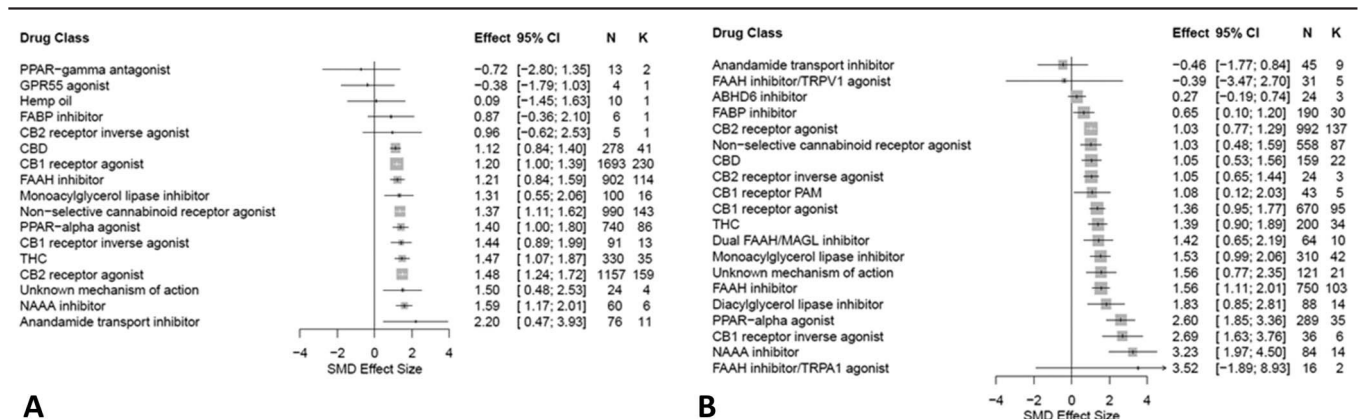 Drug Class Effect 95% CI N K
PPAR-gamma antagonist -0.72 [-2.80; 1.35] 13 2
GPR55 agonist -0.38 [-1.79; 1.03] 4 1
Hemp oil 0.09 [-1.45; 1.63] 10 1
FABP inhibitor 0.87 [-0.36; 2.10] 6 1
CB2 receptor inverse agonist 0.96 [-0.62; 2.53] 5 1
CBD 1.12 [ 0.84; 1.40] 278 41
CB1 receptor agonist 1.20 [ 1.00; 1.39] 1693 230
FAAH inhibitor 1.21 [ 0.84; 1.59] 902 114
Monoacylglycerol lipase inhibitor 1.31 [ 0.55; 2.06] 100 16
Non-selective cannabinoid receptor agonist 1.37 [ 1.11; 1.62] 990 143
PPAR-alpha agonist 1.40 [ 1.00; 1.80] 740 86
CB1 receptor inverse agonist 1.44 [ 0.89; 1.99] 91 13
THC 1.47 [ 1.07; 1.87] 330 35
CB2 receptor agonist 1.48 [ 1.24; 1.72] 1157 159
Unknown mechanism of action 1.50 [ 0.48; 2.53] 24 4
NAAA inhibitor 1.59 [ 1.17; 2.01] 60 6
Anandamide transport inhibitor 2.20 [ 0.47; 3.93] 76 11
-4 -2 0 2 4
SMD Effect Size
A
Drug Class Effect 95% CI N K
Anandamide transport inhibitor -0.46 [-1.77; 0.84] 45 9
FAAH inhibitor/TRPV1 agonist -0.39 [-3.47; 2.70] 31 5
ABHD6 inhibitor 0.27 [-0.19; 0.74] 24 3
FABP inhibitor 0.65 [ 0.10; 1.20] 190 30
CB2 receptor agonist 1.03 [ 0.77; 1.29] 992 137
Non-selective cannabinoid receptor agonist 1.03 [ 0.48; 1.59] 558 87
CBD 1.05 [ 0.53; 1.56] 159 22
CB2 receptor inverse agonist 1.05 [ 0.65; 1.44] 24 3
CB1 receptor PAM 1.08 [ 0.12; 2.03] 43 5
CB1 receptor agonist 1.36 [ 0.95; 1.77] 670 95
THC 1.39 [ 0.90; 1.89] 200 34
Dual FAAH/MAGL inhibitor 1.42 [ 0.65; 2.19] 64 10
Monoacylglycerol lipase inhibitor 1.53 [ 0.99; 2.06] 310 42
Unknown mechanism of action 1.56 [ 0.77; 2.35] 121 21
FAAH inhibitor 1.56 [ 1.11; 2.01] 750 103
Diacylglycerol lipase inhibitor 1.83 [ 0.85; 2.81] 88 14
PPAR-alpha agonist 2.60 [ 1.85; 3.36] 289 35
CB1 receptor inverse agonist 2.69 [ 1.63; 3.76] 36 6
NAAA inhibitor 3.23 [ 1.97; 4.50] 84 14
FAAH inhibitor/TRPA1 agonist 3.52 [-1.89; 8.93] 16 2
-4 -2 0 2 4
SMD Effect Size
B